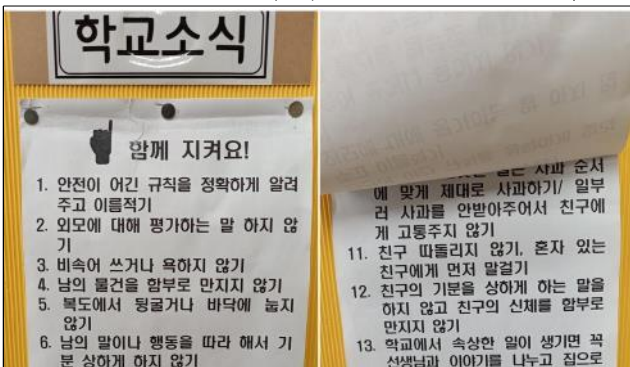 학교소식
함께 지켜요!
1. 안전이 어긴 규칙을 정확하게 알려
주고 이름적기
2. 외모에 대해 평가하는 말 하지 않
기
3. 비속어 쓰거나 욕하지 않기
4. 남의 물건을 함부로 만지지 않기
5. 복도에서 뒹굴거나 바닥에 눕지
않기
6. 남의 말이나 행동을 따라 해서 기
분 상하게 하지 않기
사과 순서
에 맞게 제대로 사과하기/ 일부
러 사과를 안받아주어서 친구에
게 고통주지 않기
11. 친구 따돌리지 않기, 혼자 있는
친구에게 먼저 말걸기
12. 친구의 기분을 상하게 하는 말을
하지 않고 친구의 신체를 함부로
만지지 않기
13. 학교에서 속상한 일이 생기면 꼭
선생님과 이야기를 나누고 집으로